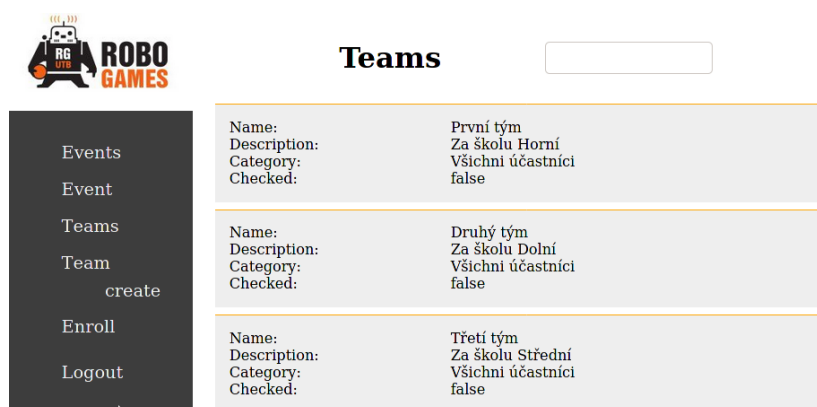 RG
UTB
ROBO
GAMES
Teams
Events
Event
Teams
Team
create
Enroll
Logout
Name: První tým
Description: Za školu Horní
Category: Všichni účastníci
Checked: false
Name: Druhý tým
Description: Za školu Dolní
Category: Všichni účastníci
Checked: false
Name: Třetí tým
Description: Za školu Střední
Category: Všichni účastníci
Checked: false